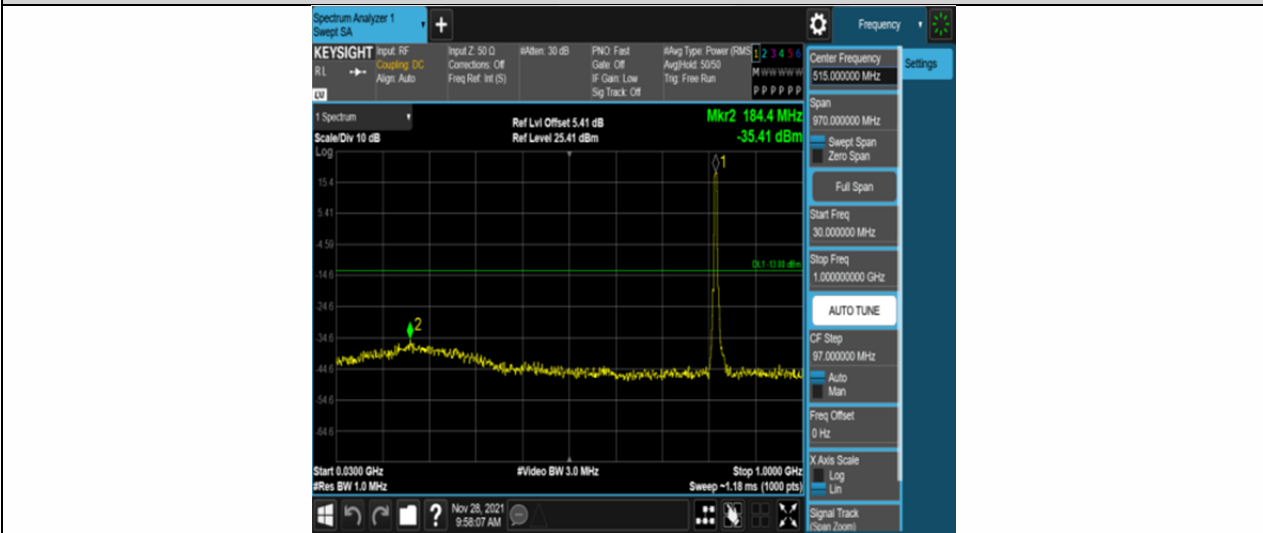 Spectrum Analyzer 1
Swept SA
+
Frequency
KEYSIGHT
RL
LXI
Input: RF
Coupling: DC
Align: Auto
Input Z: 50 Ω
Corrections: Off
Freq Ref: Int (S)
#Atten: 30 dB
PNO: Fast
Gate: Off
IF Gain: Low
Sig Track: Off
#Avg Type: Power (RMS
Avg|Hold: 50/50
Trig: Free Run
1 2 3 4 5 6
M W W W W W
P P P P P P
Center Frequency
515.000000 MHz
Settings
Span
970.000000 MHz
Swept Span
Zero Span
Full Span
Start Freq
30.000000 MHz
Stop Freq
1.000000000 GHz
AUTO TUNE
CF Step
97.000000 MHz
Auto
Man
Freq Offset
0 Hz
X Axis Scale
Log
Lin
Signal Track
(Span Zoom)
1 Spectrum
Scale/Div 10 dB
Log
Ref Lvl Offset 5.41 dB
Ref Level 25.41 dBm
Mkr2 184.4 MHz
-35.41 dBm
1
15.4
5.41
-4.59
DL1 -13.00 dBm
-14.6
-24.6
2
-34.6
-44.6
-54.6
-64.6
Start 0.0300 GHz
#Video BW 3.0 MHz
Stop 1.0000 GHz
#Res BW 1.0 MHz
Sweep ~1.18 ms (1000 pts)
?
Nov 28, 2021
9:58:07 AM